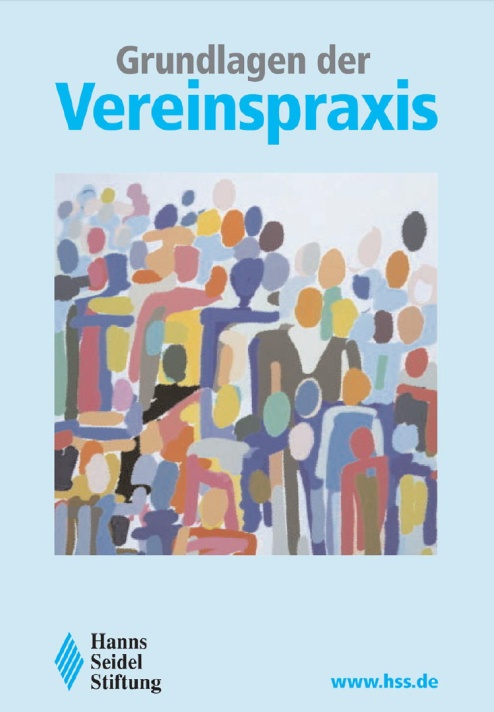 Grundlagen der
Vereinspraxis
Hanns
Seidel
Stiftung
www.hss.de